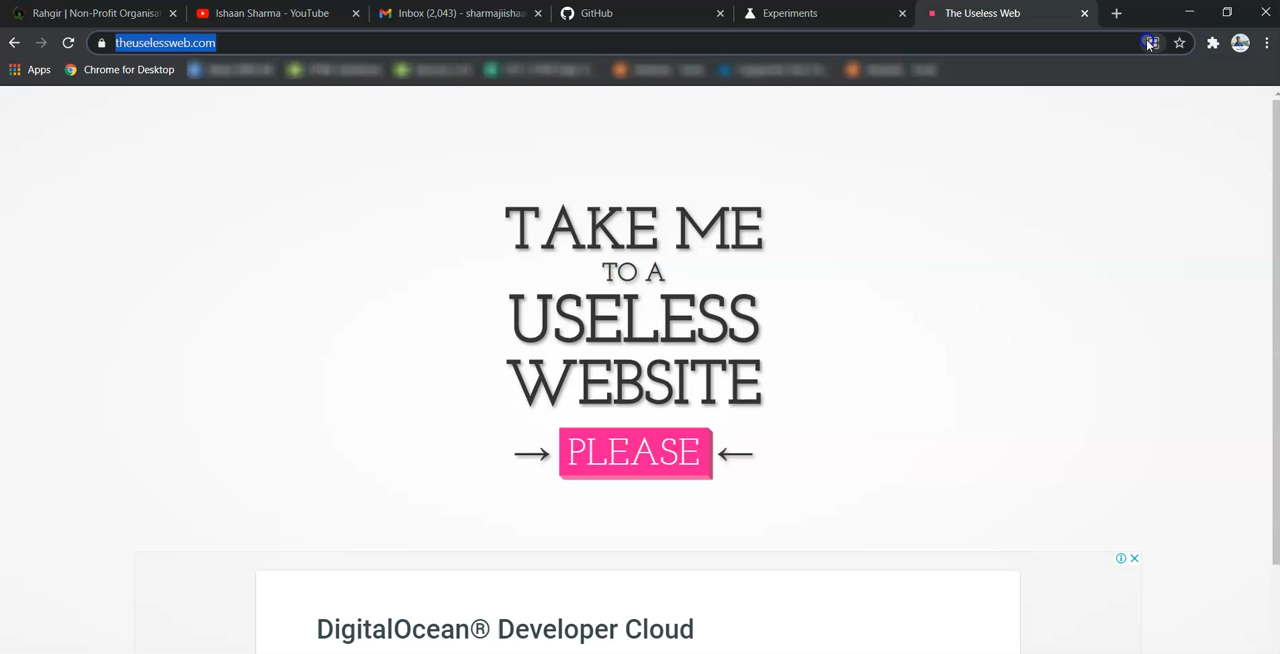 Rahgir | Non-Profit Organisa
Ishaan Sharma - YouTube
Inbox (2,043) - sharmajiishaa
GitHub
Experiments
The Useless Web
theuselessweb.com
Apps
Chrome for Desktop
TAKE ME
TO A
USELESS
WEBSITE
→ PLEASE ←
DigitalOcean® Developer Cloud